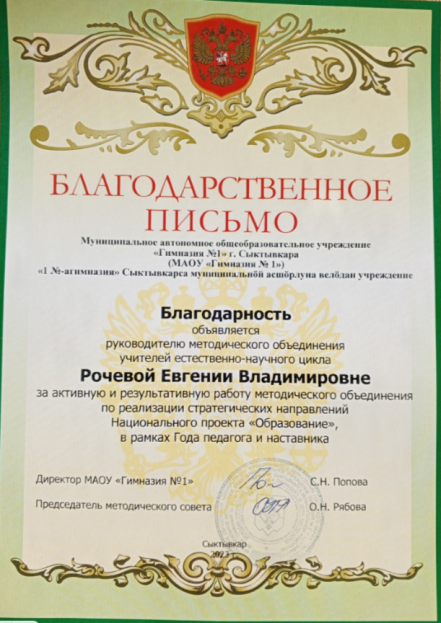 БЛАГОДАРСТВЕННОЕ
ПИСЬМО
Муниципальное автономное общеобразовательное учреждение
«Гимназия №1» г. Сыктывкара
(МАОУ «Гимназия № 1»)
«1 №-а гимназия» Сыктывкарса муниципальнӧй асшӧрлуна велӧдан учреждение
Благодарность
объявляется
руководителю методического объединения
учителей естественно-научного цикла
Рочевой Евгении Владимировне
за активную и результативную работу методического объединения
по реализации стратегических направлений
Национального проекта «Образование»,
в рамках Года педагога и наставника
Директор МАОУ «Гимназия №1» С.Н. Попова
Председатель методического совета О.Н. Рябова
Сыктывкар
2023 г.